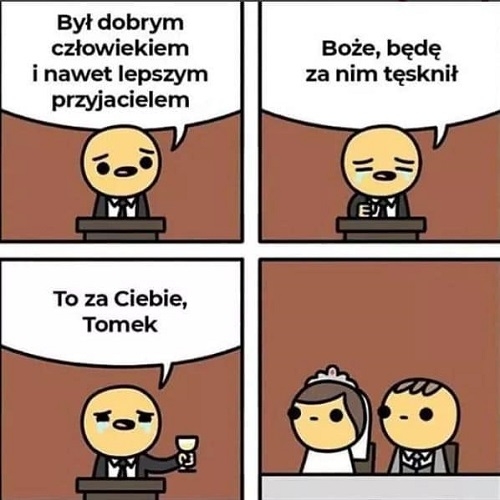 Był dobrym
człowiekiem
i nawet lepszym
przyjacielem
Boże, będę
za nim tęsknił
To za Ciebie,
Tomek